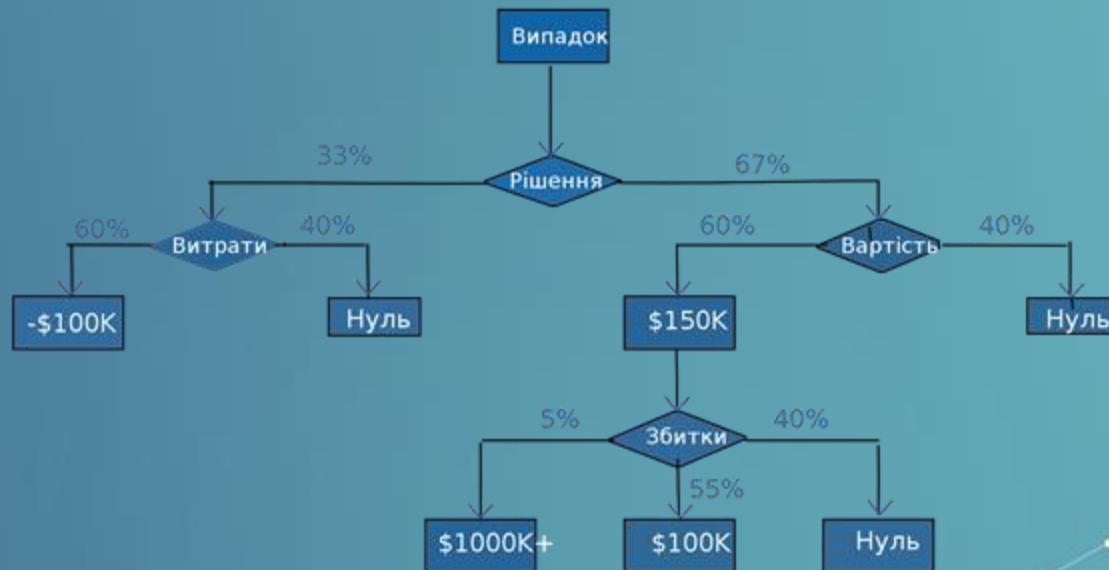 Випадок
33%
Рішення
67%
60%
Витрати
40%
60%
Вартість
40%
-$100K
Нуль
$150K
Нуль
5%
Збитки
40%
55%
$1000K+
$100K
Нуль